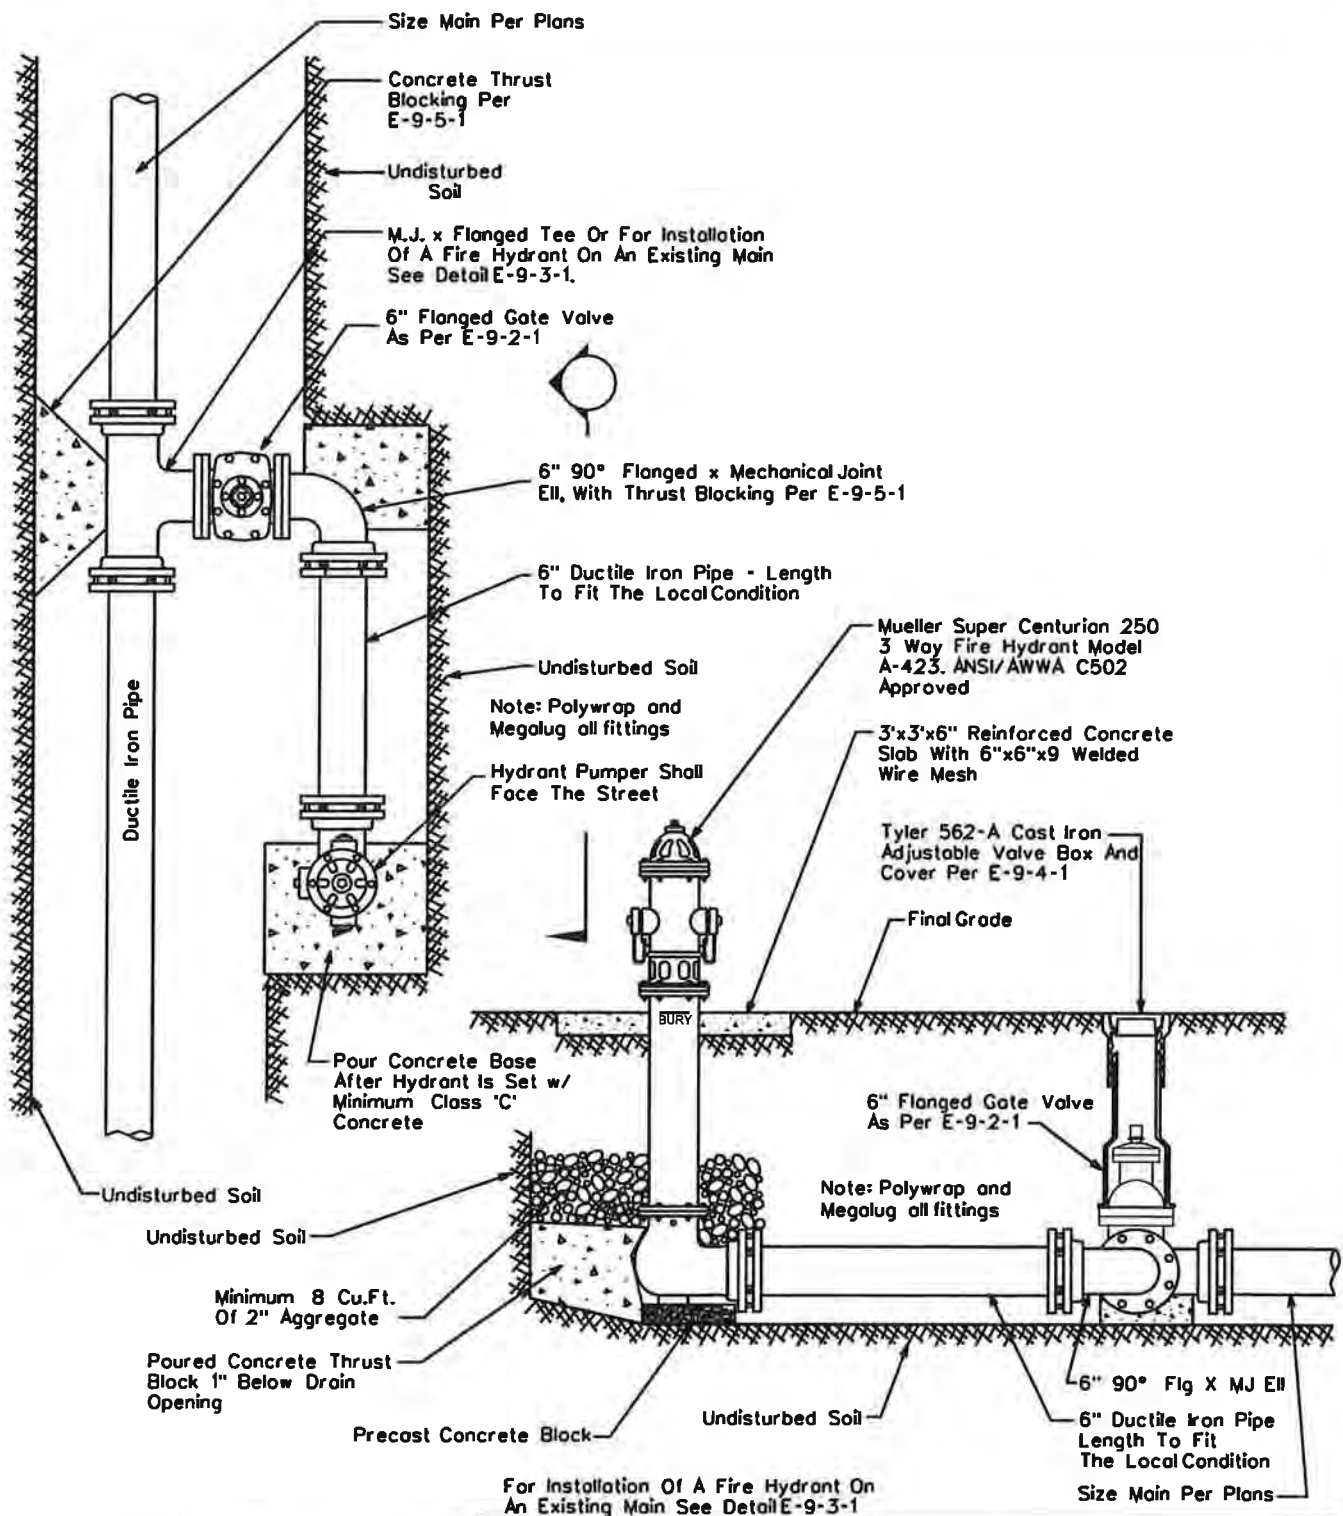 Size Main Per Plans
Concrete Thrust
Blocking Per
E-9-5-1
Undisturbed
Soil
M.J. x Flanged Tee Or For Installation
Of A Fire Hydrant On An Existing Main
See Detail E-9-3-1.
6" Flanged Gate Valve
As Per E-9-2-1
6" 90° Flanged x Mechanical Joint
Ell, With Thrust Blocking Per E-9-5-1
6" Ductile Iron Pipe - Length
To Fit The Local Condition
Undisturbed Soil
Note: Polywrap and
Megalug all fittings
Hydrant Pumper Shall
Face The Street
Ductile Iron Pipe
Mueller Super Centurian 250
3 Way Fire Hydrant Model
A-423. ANSI/AWWA C502
Approved
3'x3'x6" Reinforced Concrete
Slab With 6"x6"x9 Welded
Wire Mesh
Tyler 562-A Cast Iron
Adjustable Valve Box And
Cover Per E-9-4-1
Final Grade
BURY
Pour Concrete Base
After Hydrant Is Set w/
Minimum Class 'C'
Concrete
6" Flanged Gate Valve
As Per E-9-2-1
Undisturbed Soil
Undisturbed Soil
Note: Polywrap and
Megalug all fittings
Minimum 8 Cu.Ft.
Of 2" Aggregate
Poured Concrete Thrust
Block 1" Below Drain
Opening
Precast Concrete Block
Undisturbed Soil
6" 90° Flg X MJ Ell
6" Ductile Iron Pipe
Length To Fit
The Local Condition
Size Main Per Plans
For Installation Of A Fire Hydrant On
An Existing Main See Detail E-9-3-1